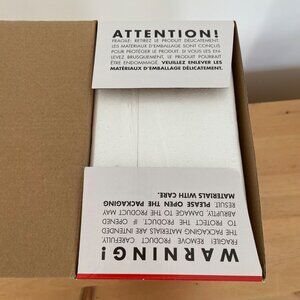 ATTENTION!
FRAGILE: RETIREZ LE PRODUIT DÉLICATEMENT.
LES MATÉRIAUX D'EMBALLAGE SONT CONÇUS
POUR PROTÉGER LE PRODUIT. SI VOUS LES EN-
LEVEZ BRUSQUEMENT, LE PRODUIT POURRAIT
ÊTRE ENDOMMAGÉ. VEUILLEZ ENLEVER LES
MATÉRIAUX D'EMBALLAGE DÉLICATEMENT.
WARNING!
FRAGILE! REMOVE PRODUCT CAREFULLY.
THE PACKAGING MATERIALS ARE INTENDED
TO PROTECT THE PRODUCT. IF OPENED
ABRUPTLY, DAMAGE TO THE PRODUCT MAY
RESULT. PLEASE OPEN THE PACKAGING
MATERIALS WITH CARE.